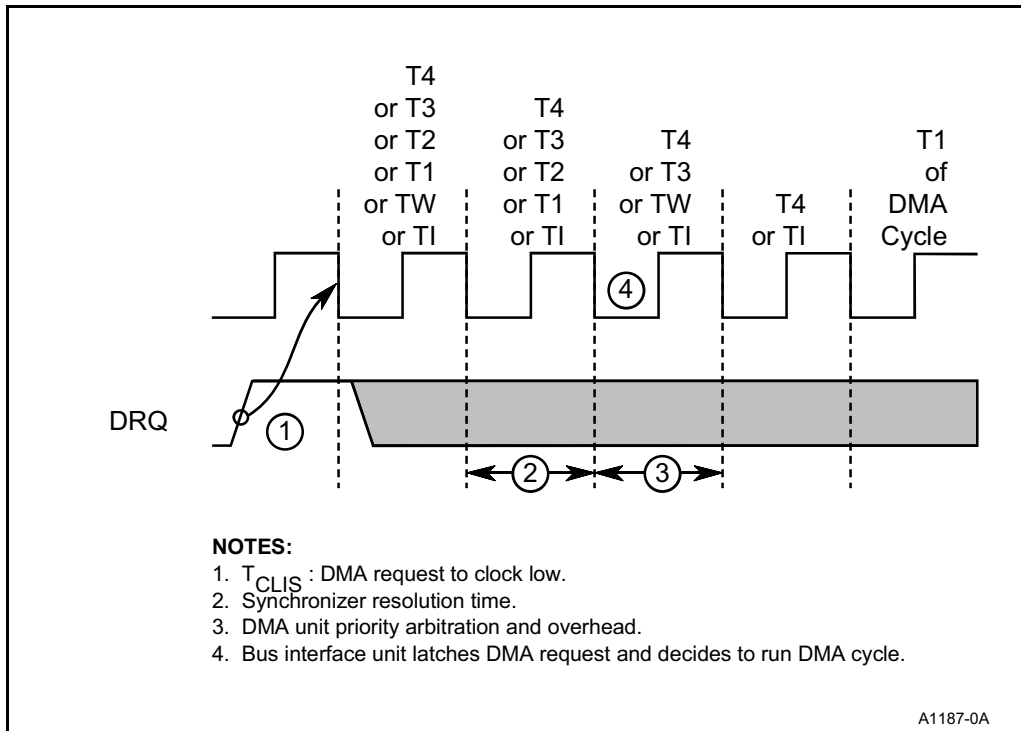 T4
or T3
or T2
or T1
or TW
or TI
T4
or T3
or T2
or T1
or TI
T4
or T3
or TW
or TI
T4
or TI
T1
of
DMA
Cycle
4
DRQ
1
2
3
NOTES:
1. TCLIS : DMA request to clock low.
2. Synchronizer resolution time.
3. DMA unit priority arbitration and overhead.
4. Bus interface unit latches DMA request and decides to run DMA cycle.
A1187-0A